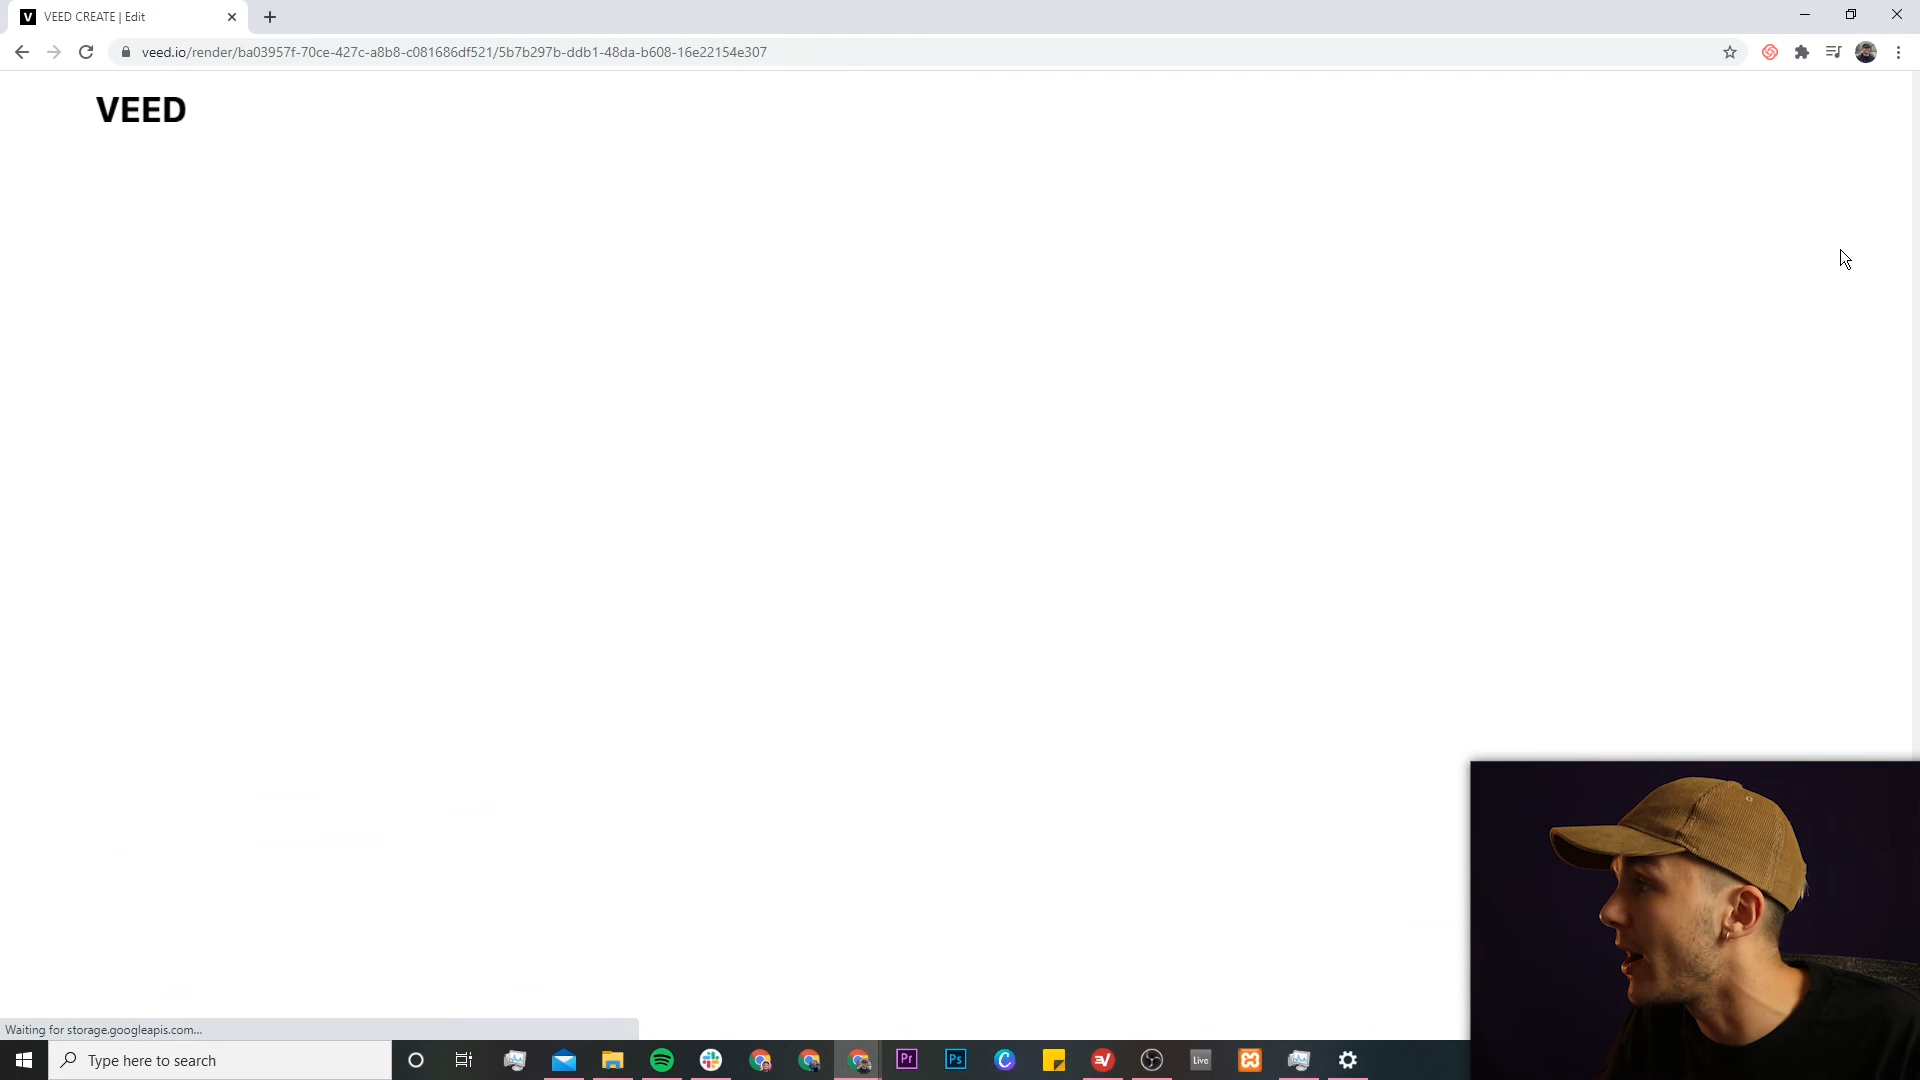 V VEED CREATE | Edit
veed.io/render/ba03957f-70ce-427c-a8b8-c081686df521/5b7b297b-ddb1-48da-b608-16e22154e307
VEED
Waiting for storage.googleapis.com...
Type here to search
Pr
Ps
C
Live